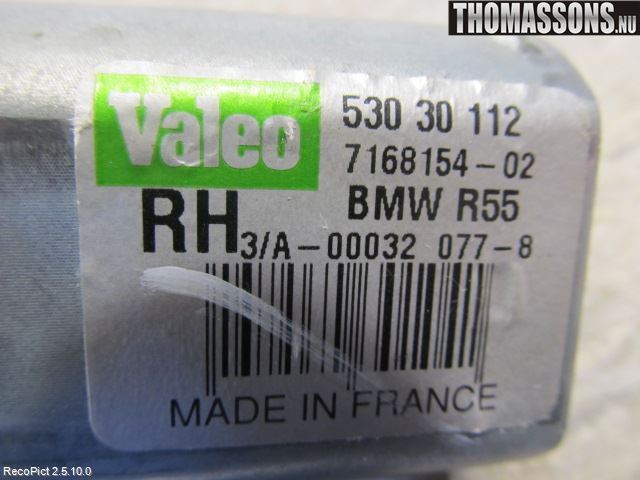 THOMASSONS.NU
Valeo
530 30 112
7168154-02
RH
BMW R55
3/A-00032 077-8
MADE IN FRANCE
RecoPict 2.5.10.0